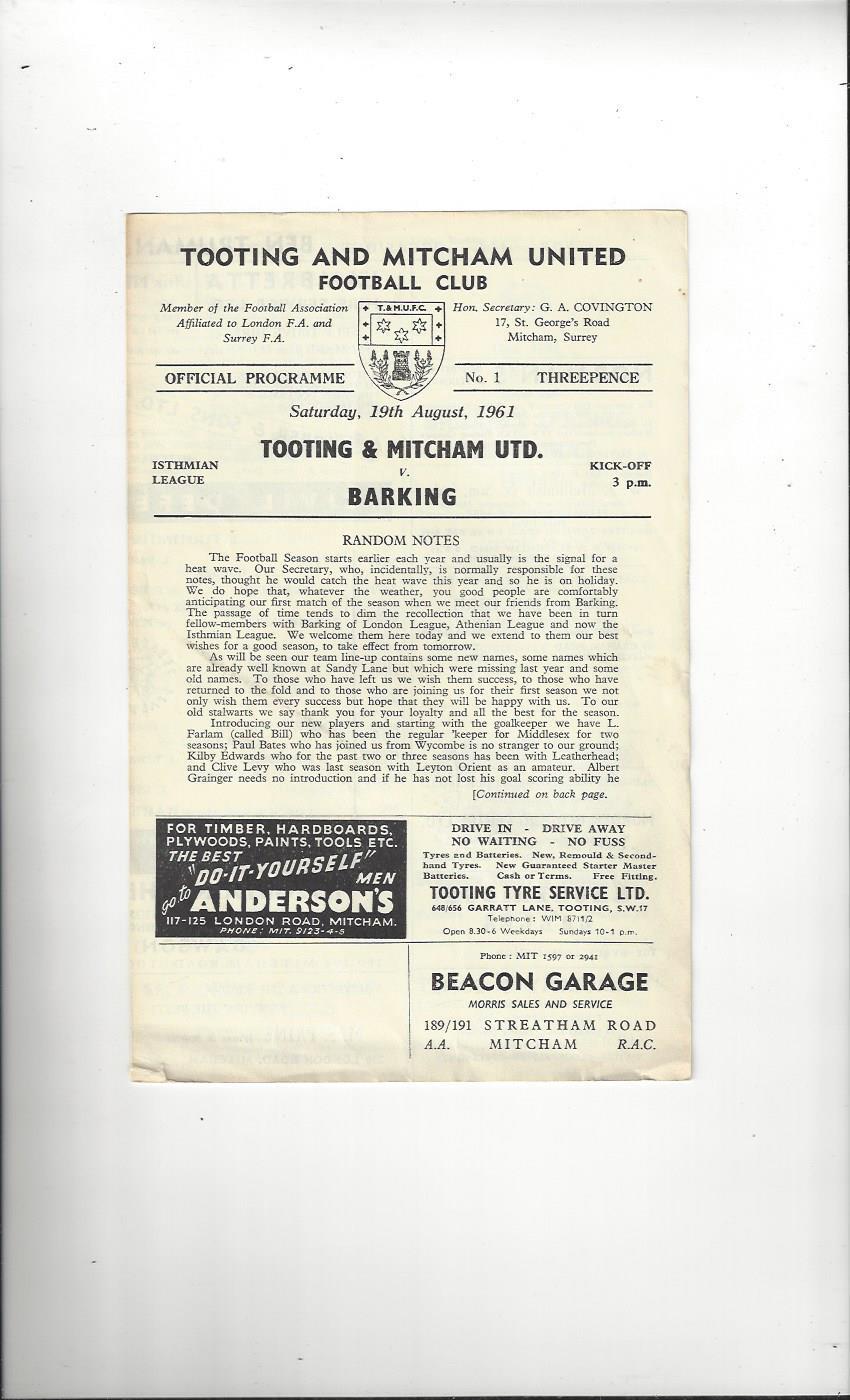 TOOTING AND MITCHAM UNITED
FOOTBALL CLUB
Member of the Football Association
Affiliated to London F.A. and
Surrey F.A.
T. & M.U.F.C.
Hon. Secretary: G. A. COVINGTON
17, St. George's Road
Mitcham, Surrey
OFFICIAL PROGRAMME
No. 1 THREEPENCE
Saturday, 19th August, 1961
ISTHMIAN
LEAGUE
TOOTING & MITCHAM UTD.
v.
BARKING
KICK-OFF
3 p.m.
RANDOM NOTES
The Football Season starts earlier each year and usually is the signal for a
heat wave. Our Secretary, who, incidentally, is normally responsible for these
notes, thought he would catch the heat wave this year and so he is on holiday.
We do hope that, whatever the weather, you good people are comfortably
anticipating our first match of the season when we meet our friends from Barking.
The passage of time tends to dim the recollection that we have been in turn
fellow-members with Barking of London League, Athenian League and now the
Isthmian League. We welcome them here today and we extend to them our best
wishes for a good season, to take effect from tomorrow.
As will be seen our team line-up contains some new names, some names which
are already well known at Sandy Lane but which were missing last year and some
old names. To those who have left us we wish them success, to those who have
returned to the fold and to those who are joining us for their first season we not
only wish them every success but hope that they will be happy with us. To our
old stalwarts we say thank you for your loyalty and all the best for the season.
Introducing our new players and starting with the goalkeeper we have L.
Farlam (called Bill) who has been the regular 'keeper for Middlesex for two
seasons; Paul Bates who has joined us from Wycombe is no stranger to our ground;
Kilby Edwards who for the past two or three seasons has been with Leatherhead;
and Clive Levy who was last season with Leyton Orient as an amateur. Albert
Grainger needs no introduction and if he has not lost his goal scoring ability he
[Continued on back page.
FOR TIMBER, HARDBOARDS,
PLYWOODS, PAINTS, TOOLS ETC.
THE BEST
"DO-IT-YOURSELF"
MEN
go to ANDERSON'S
117-125 LONDON ROAD, MITCHAM.
PHONE: MIT. 9123-4-5
DRIVE IN - DRIVE AWAY
NO WAITING - NO FUSS
Tyres and Batteries. New, Remould & Second-
hand Tyres. New Guaranteed Starter Master
Batteries. Cash or Terms. Free Fitting.
TOOTING TYRE SERVICE LTD.
648/656 GARRATT LANE, TOOTING, S.W.17
Telephone: WIM 8711/2
Open 8.30-6 Weekdays Sundays 10-1 p.m.
Phone: MIT 1597 or 2941
BEACON GARAGE
MORRIS SALES AND SERVICE
189/191 STREATHAM ROAD
A.A. MITCHAM R.A.C.